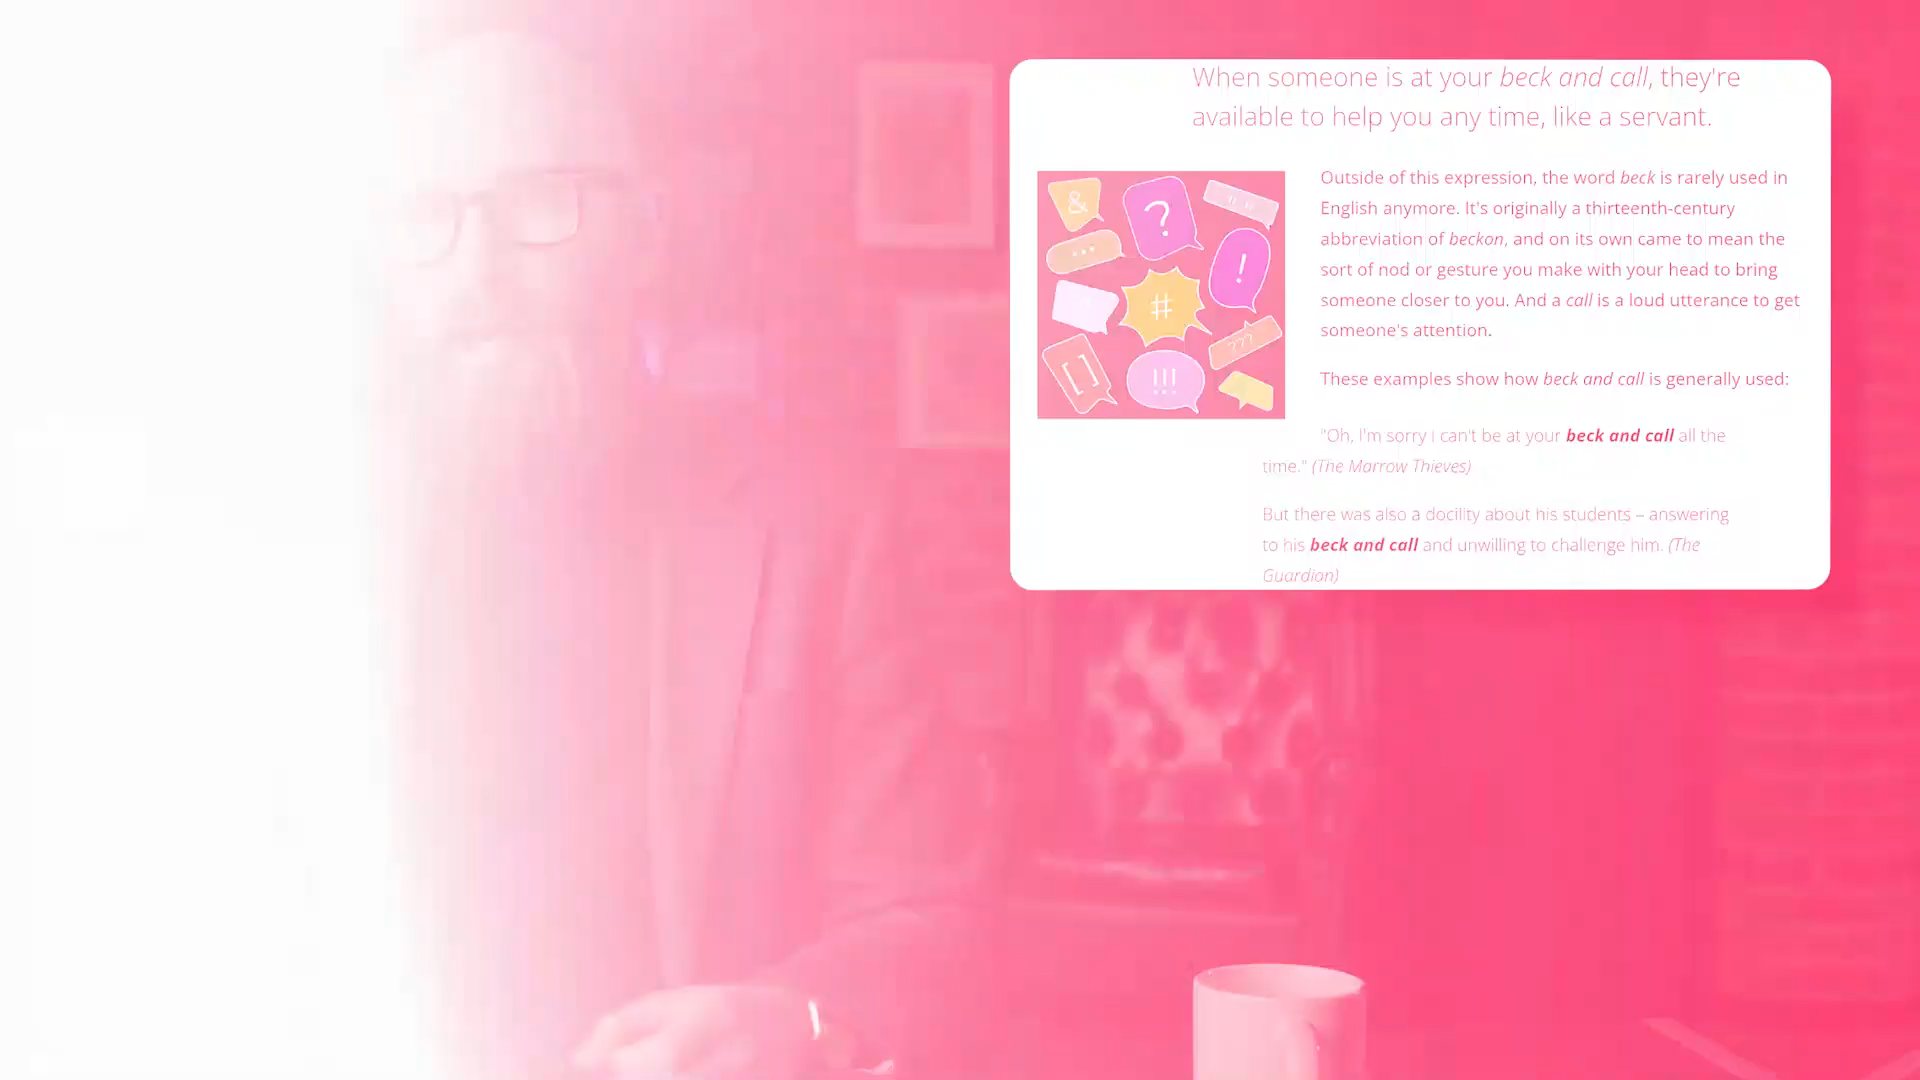 When someone is at your beck and call, they're
available to help you any time, like a servant.
&
?
" "
...
!
#
???
[ ]
!!!
Outside of this expression, the word beck is rarely used in
English anymore. It's originally a thirteenth-century
abbreviation of beckon, and on its own came to mean the
sort of nod or gesture you make with your head to bring
someone closer to you. And a call is a loud utterance to get
someone's attention.
These examples show how beck and call is generally used:
"Oh, I'm sorry I can't be at your beck and call all the
time." (The Marrow Thieves)
But there was also a docility about his students – answering
to his beck and call and unwilling to challenge him. (The
Guardian)